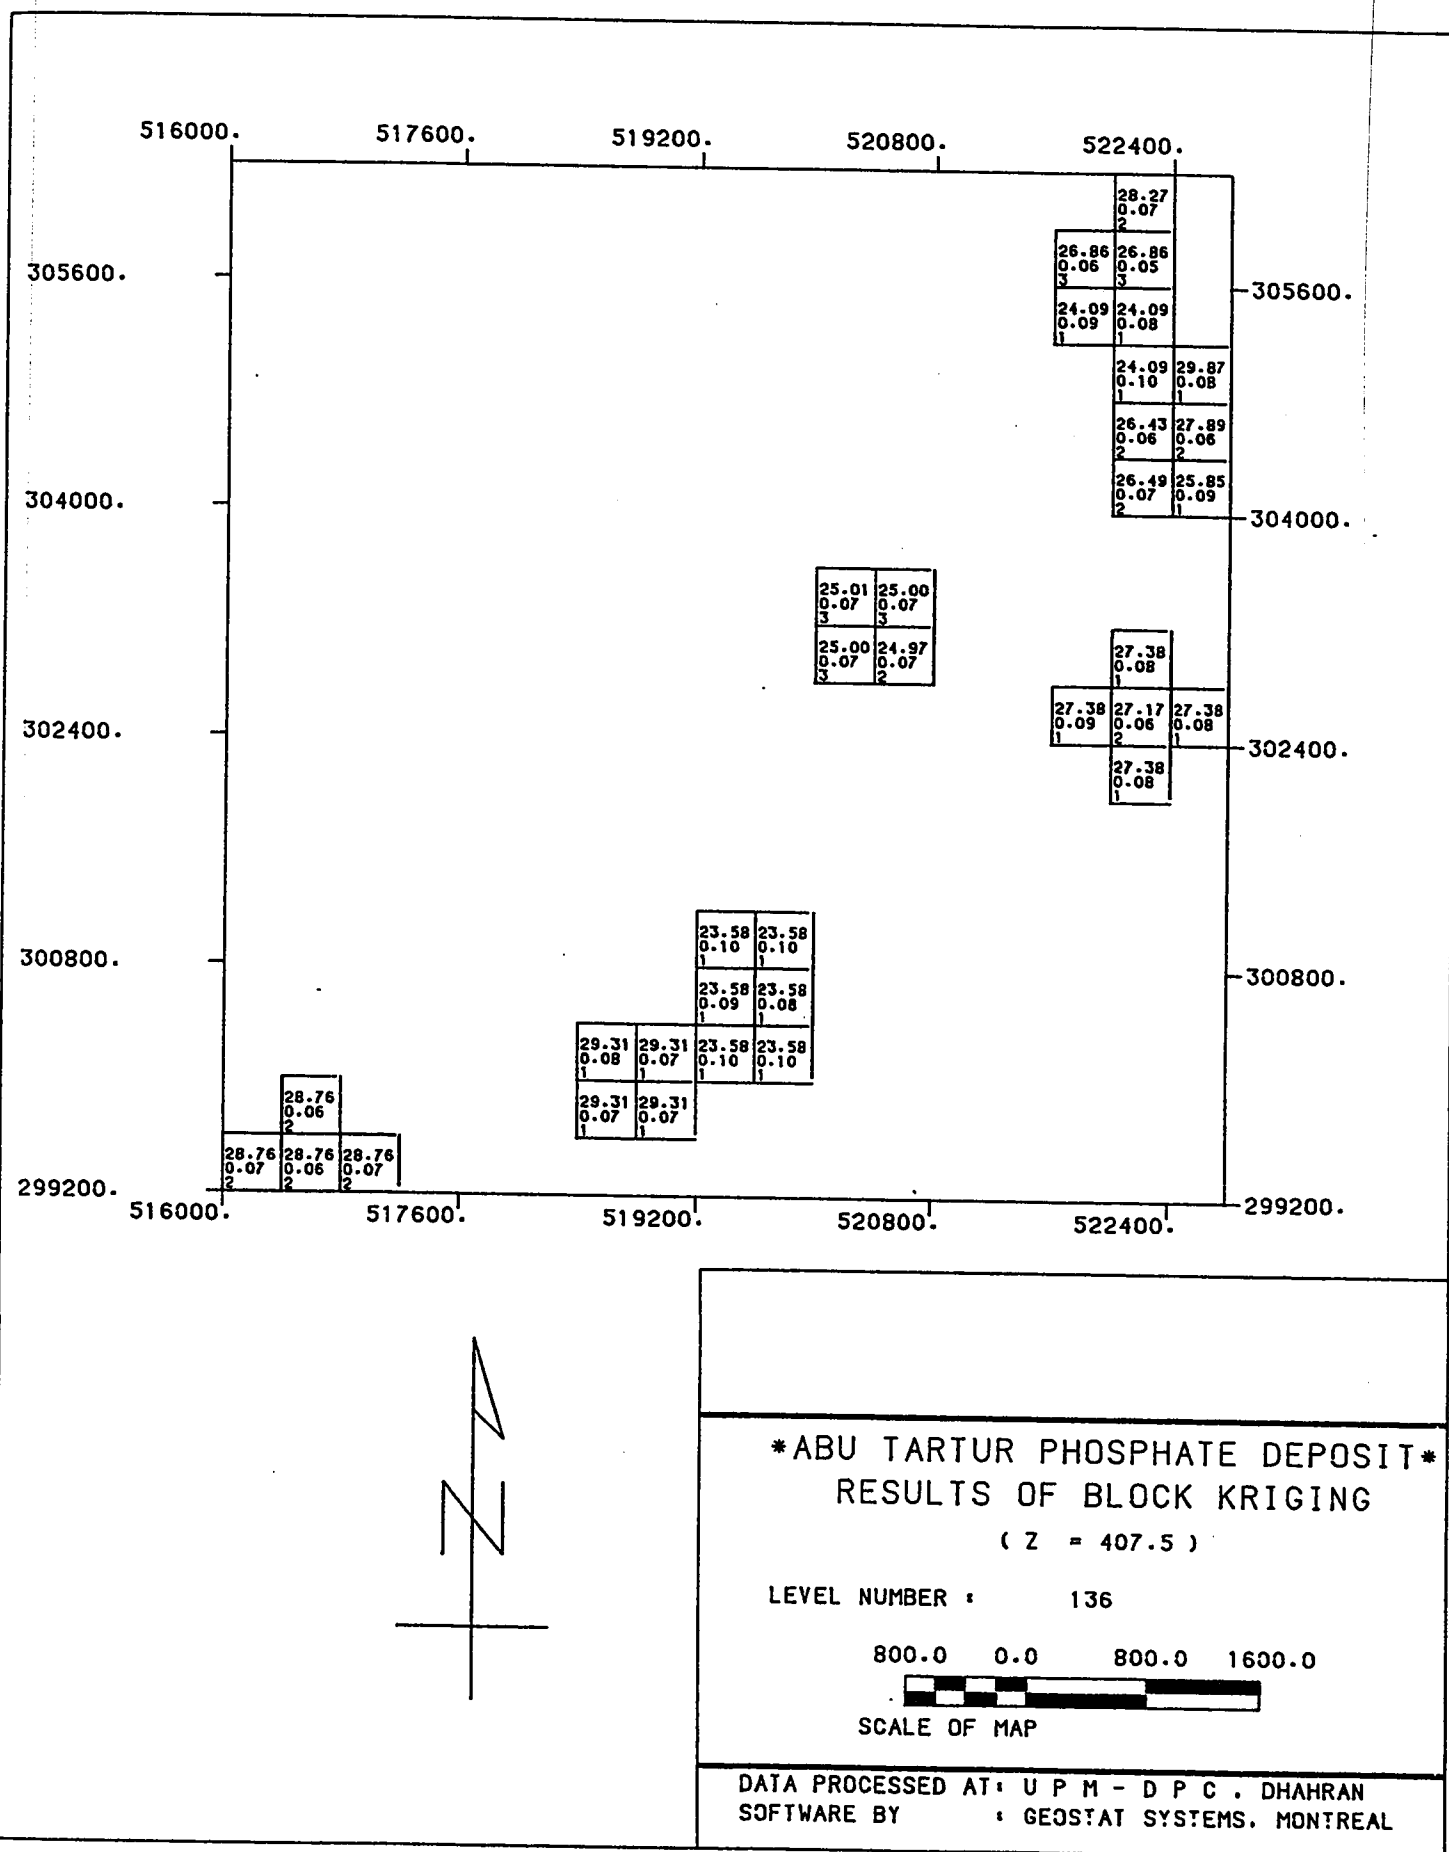 516000. 517600. 519200. 520800. 522400.
28.27
0.07
2
26.86 26.86
0.06 0.05
3 3
305600. 305600.
24.09 24.09
0.09 0.08
1 1
24.09 29.87
0.10 0.08
1 1
26.43 27.89
0.06 0.06
2 2
26.49 25.85
0.07 0.09
2 1
304000. 304000.
25.01 25.00
0.07 0.07
3 3
25.00 24.97
0.07 0.07
3 2
27.38
0.08
1
27.38 27.17 27.38
0.09 0.06 0.08
1 2 1
302400. 302400.
27.38
0.08
1
23.58 23.58
0.10 0.10
1 1
300800. 300800.
23.58 23.58
0.09 0.08
1 1
29.31 29.31 23.58 23.58
0.08 0.07 0.10 0.10
1 1 1 1
29.31 29.31
0.07 0.07
1 1
28.76
0.06
2
28.76 28.76 28.76
0.07 0.06 0.07
2 2 2
299200. 299200.
516000. 517600. 519200. 520800. 522400.
N
*ABU TARTUR PHOSPHATE DEPOSIT*
RESULTS OF BLOCK KRIGING
( Z = 407.5 )
LEVEL NUMBER : 136
800.0 0.0 800.0 1600.0
SCALE OF MAP
DATA PROCESSED AT: U P M - D P C . DHAHRAN
SOFTWARE BY : GEOSTAT SYSTEMS. MONTREAL